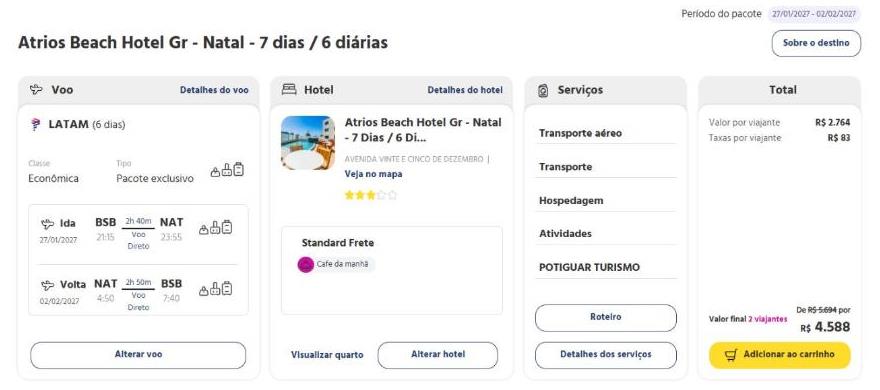 Período do pacote 27/01/2027 - 02/02/2027
Atrios Beach Hotel Gr - Natal - 7 dias / 6 diárias
Sobre o destino
Voo
Detalhes do voo
LATAM (6 dias)
Classe
Tipo
Econômica
Pacote exclusivo
Ida
27/01/2027
BSB
21:15
2h 40m
Voo
Direto
NAT
23:55
Volta
02/02/2027
NAT
4:50
2h 50m
Voo
Direto
BSB
7:40
Alterar voo
Hotel
Detalhes do hotel
Atrios Beach Hotel Gr - Natal
- 7 Dias / 6 Di...
AVENIDA VINTE E CINCO DE DEZEMBRO |
Veja no mapa
Standard Frete
Cafe da manhã
Visualizar quarto
Alterar hotel
Serviços
Transporte aéreo
Transporte
Hospedagem
Atividades
POTIGUAR TURISMO
Roteiro
Detalhes dos serviços
Total
Valor por viajante R$ 2.764
Taxas por viajante R$ 83
De R$ 5.694 por
Valor final 2 viajantes R$ 4.588
Adicionar ao carrinho